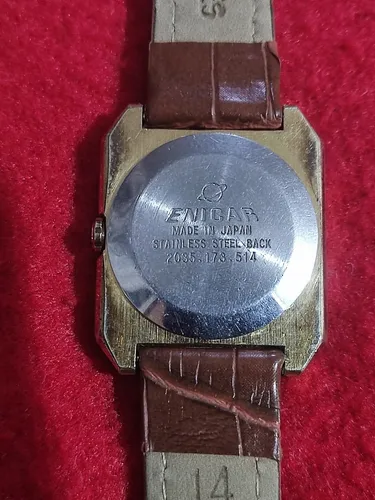 S
ENICAR
MADE IN JAPAN
STAINLESS STEEL BACK
2035.173.514
14